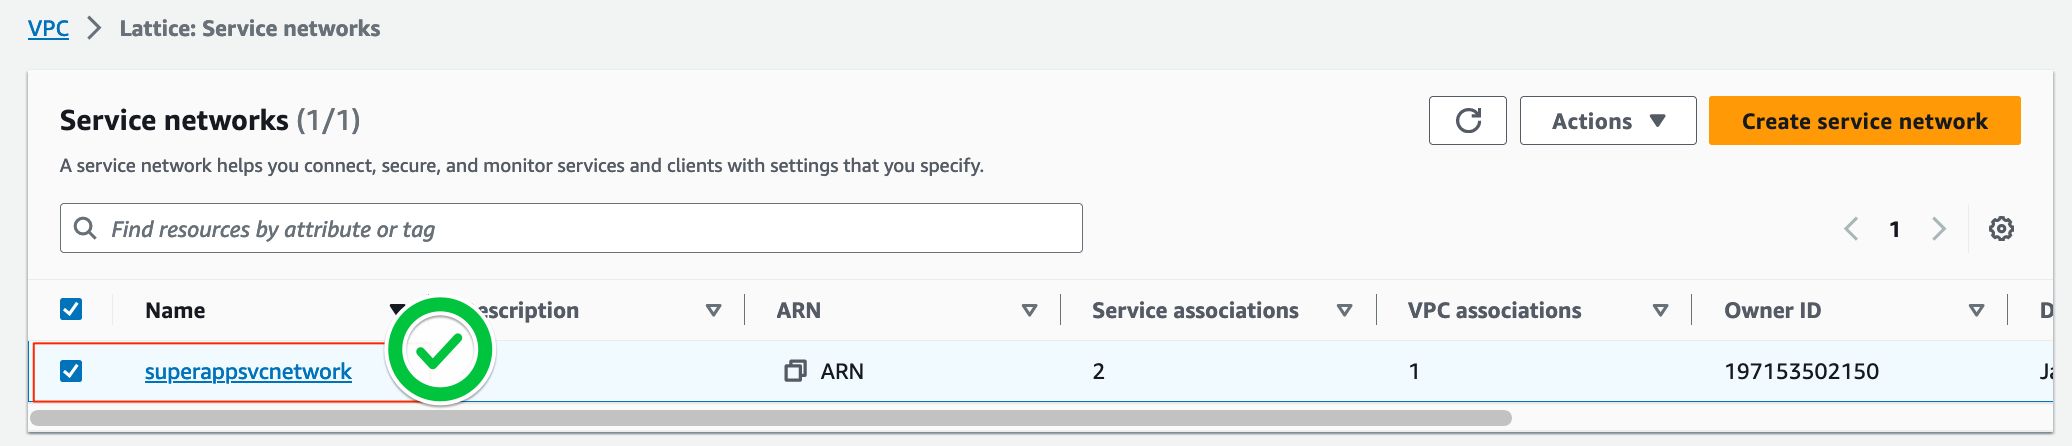 VPC > Lattice: Service networks
Service networks (1/1)
Actions
Create service network
A service network helps you connect, secure, and monitor services and clients with settings that you specify.
Find resources by attribute or tag
1
Name escription ARN Service associations VPC associations Owner ID D
superappsvcnetwork ARN 2 1 197153502150